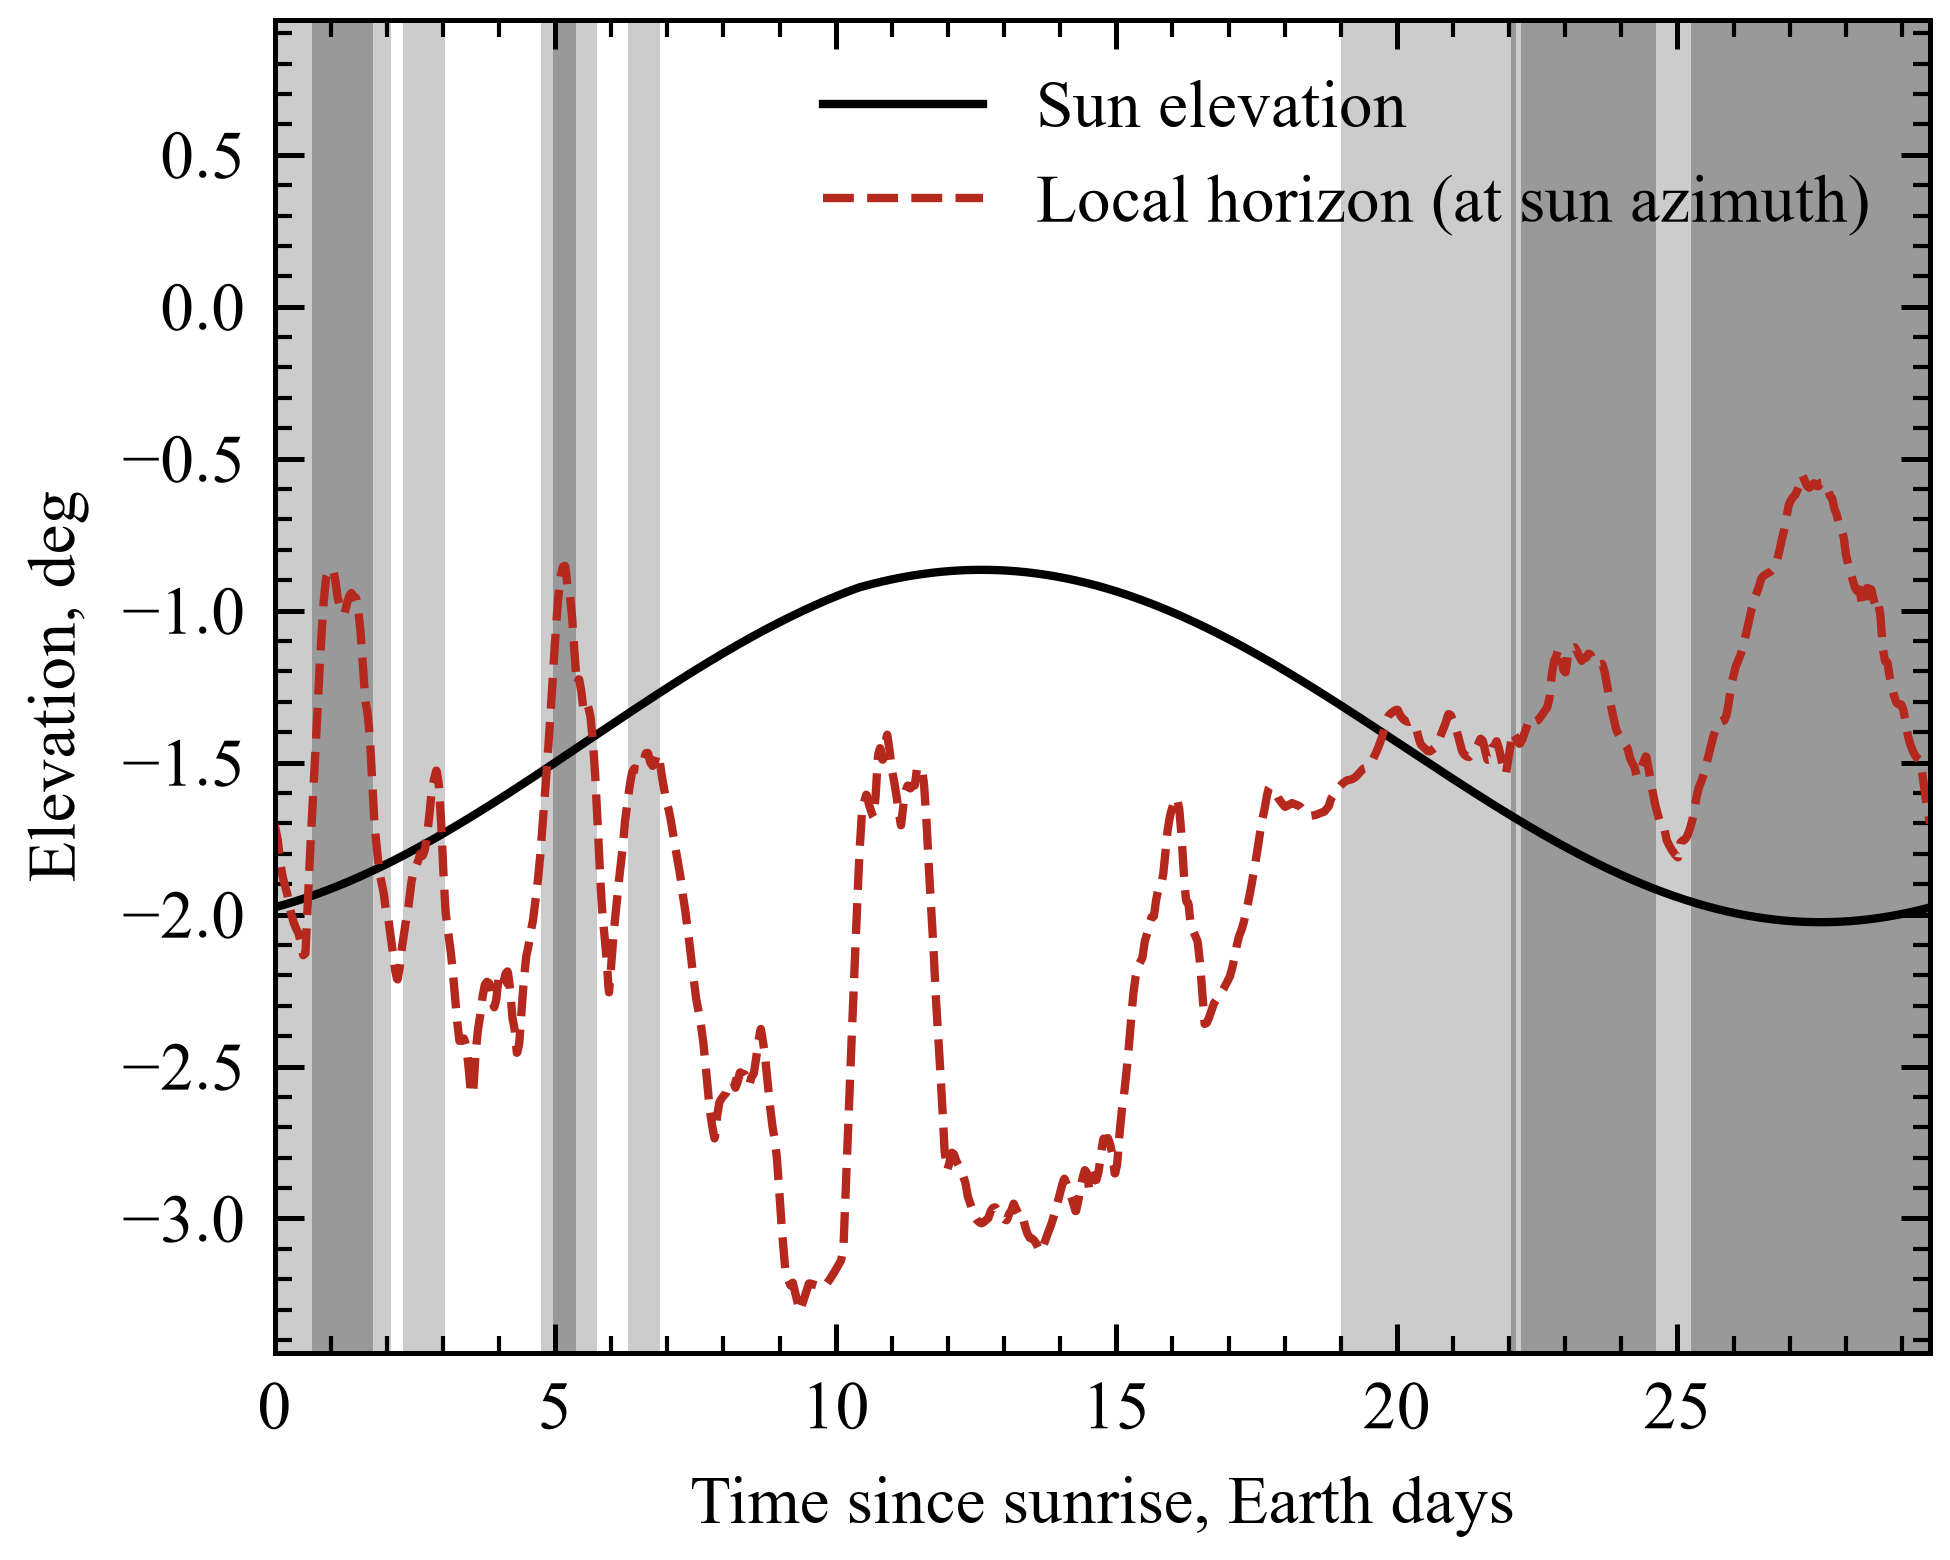 Sun elevation
Local horizon (at sun azimuth)
Elevation, deg
0.5
0.0
−0.5
−1.0
−1.5
−2.0
−2.5
−3.0
0 5 10 15 20 25
Time since sunrise, Earth days